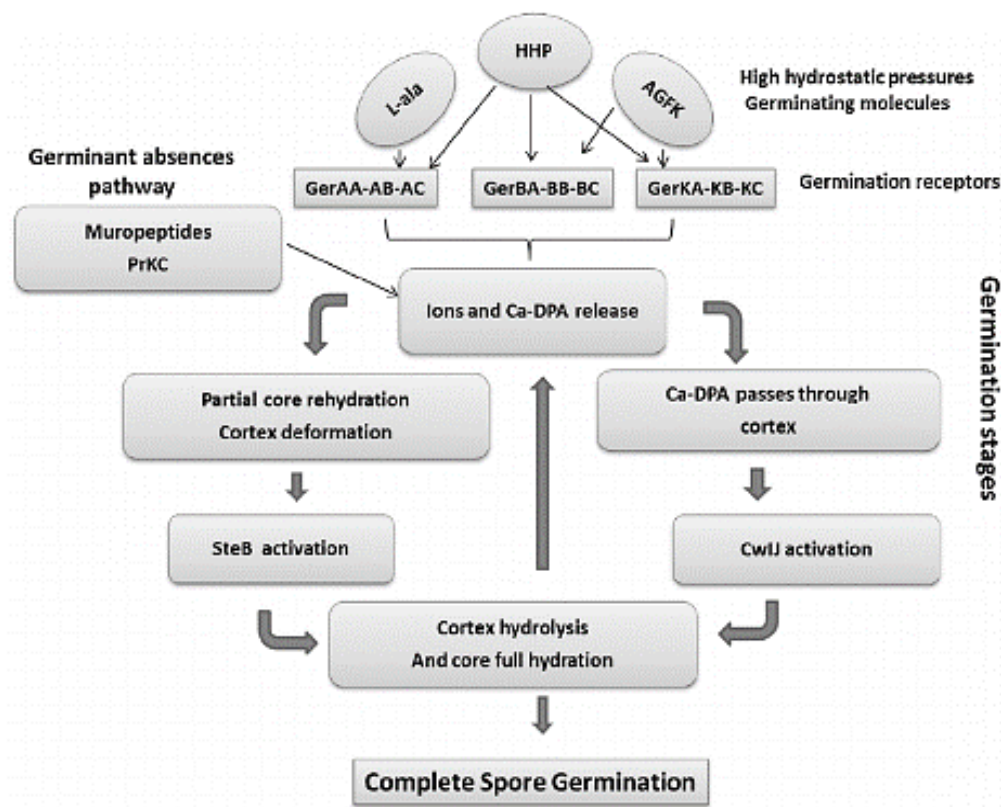 HHP
L-ala
AGFK
High hydrostatic pressures
Germinating molecules
Germinant absences
pathway
GerAA-AB-AC
GerBA-BB-BC
GerKA-KB-KC
Germination receptors
Muropeptides
PrKC
Ions and Ca-DPA release
Germination stages
Partial core rehydration
Cortex deformation
Ca-DPA passes through
cortex
SteB activation
CwlJ activation
Cortex hydrolysis
And core full hydration
Complete Spore Germination